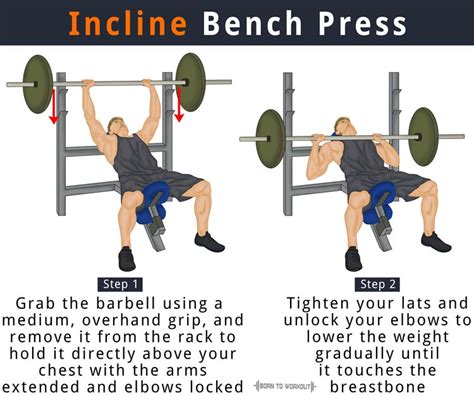 Incline Bench Press
Step 1
Grab the barbell using a
medium, overhand grip, and
remove it from the rack to
hold it directly above your
chest with the arms
extended and elbows locked
Step 2
Tighten your lats and
unlock your elbows to
lower the weight
gradually until
it touches the
breastbone
BORN TO WORKOUT